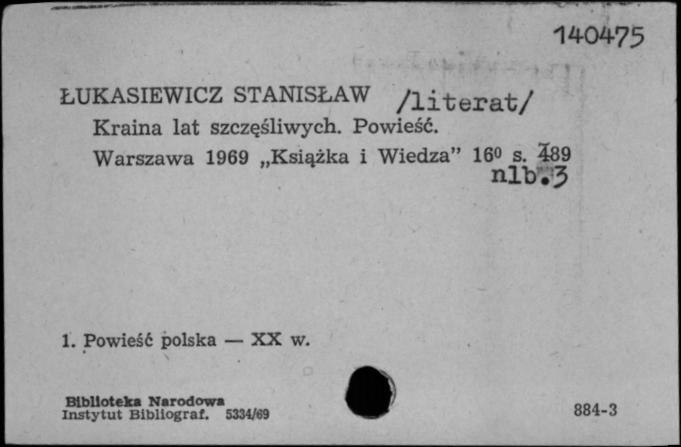 140475
ŁUKASIEWICZ STANISŁAW /literat/
Kraina lat szczęśliwych. Powieść.
Warszawa 1969 „Książka i Wiedza” 16⁰ s. 489
nlb.3
1. Powieść polska — XX w.
Biblioteka Narodowa
Instytut Bibliograf. 5334/69
884-3